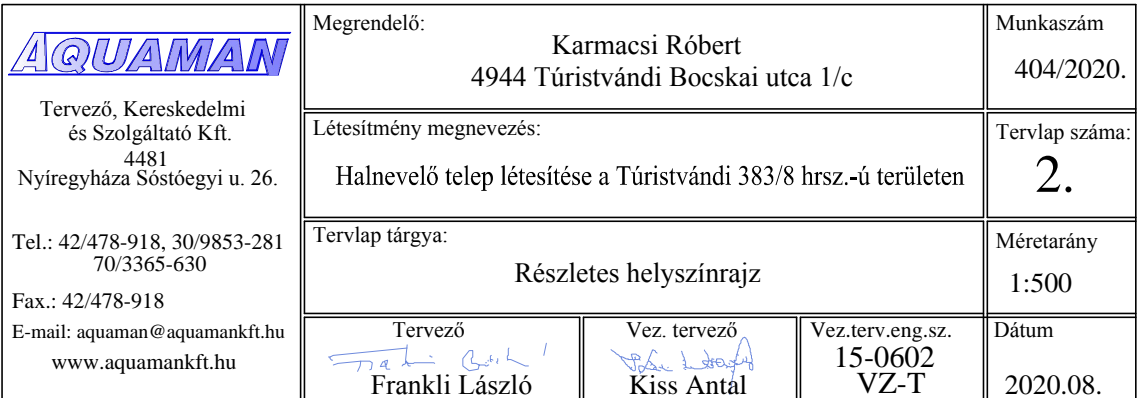 AQUAMAN
Tervező, Kereskedelmi
és Szolgáltató Kft.
4481
Nyíregyháza Sóstóegyi u. 26.
Tel.: 42/478-918, 30/9853-281
70/3365-630
Fax.: 42/478-918
E-mail: aquaman@aquamankft.hu
www.aquamankft.hu
Megrendelő:
Karmacsi Róbert
4944 Túristvándi Bocskai utca 1/c
Munkaszám
404/2020.
Létesítmény megnevezés:
Halnevelő telep létesítése a Túristvándi 383/8 hrsz.-ú területen
Tervlap száma:
2.
Tervlap tárgya:
Részletes helyszínrajz
Méretarány
1:500
Tervező
Frankli László
Vez. tervező
Kiss Antal
Vez.terv.eng.sz.
15-0602
VZ-T
Dátum
2020.08.